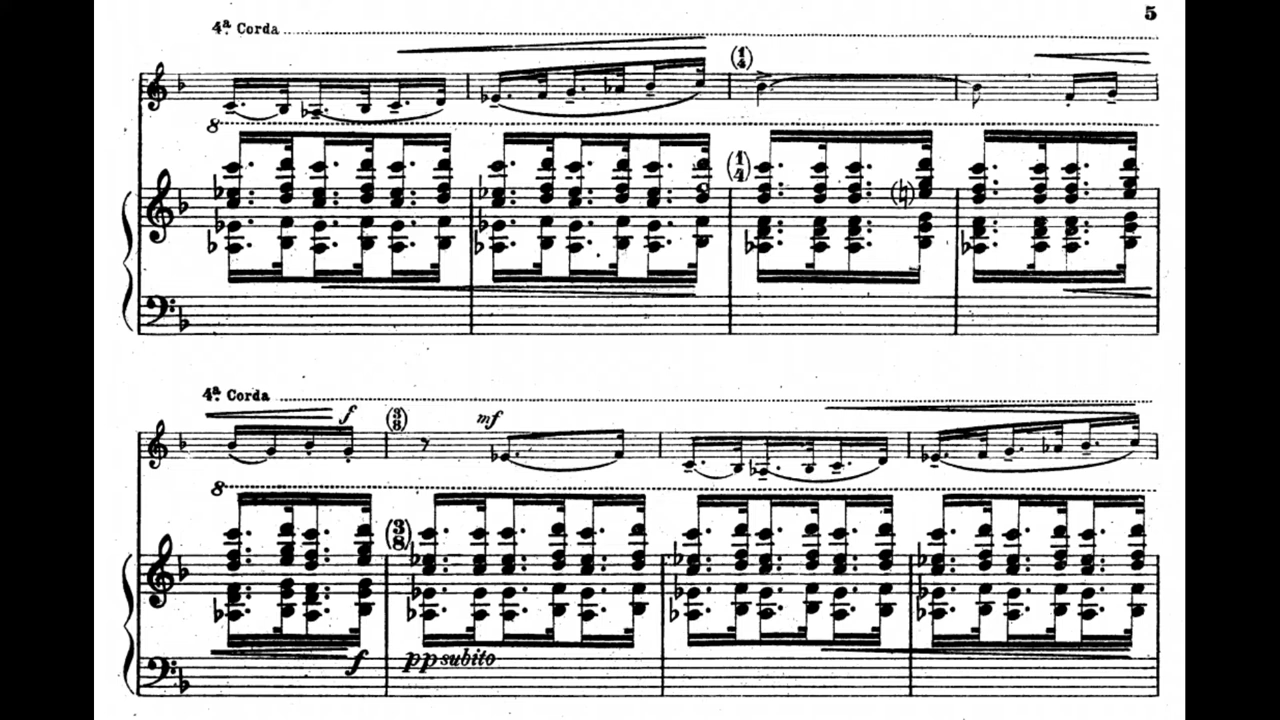 5
4ª Corda
(1/4)
8
(1/4)
4ª Corda
f
(3/8)
mf
8
(3/8)
f
pp subito